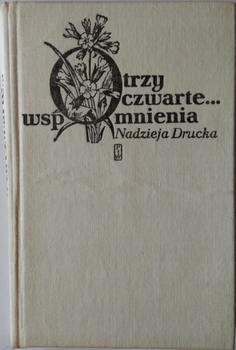 trzy
czwarte...
wspOmnienia
Nadzieja Drucka